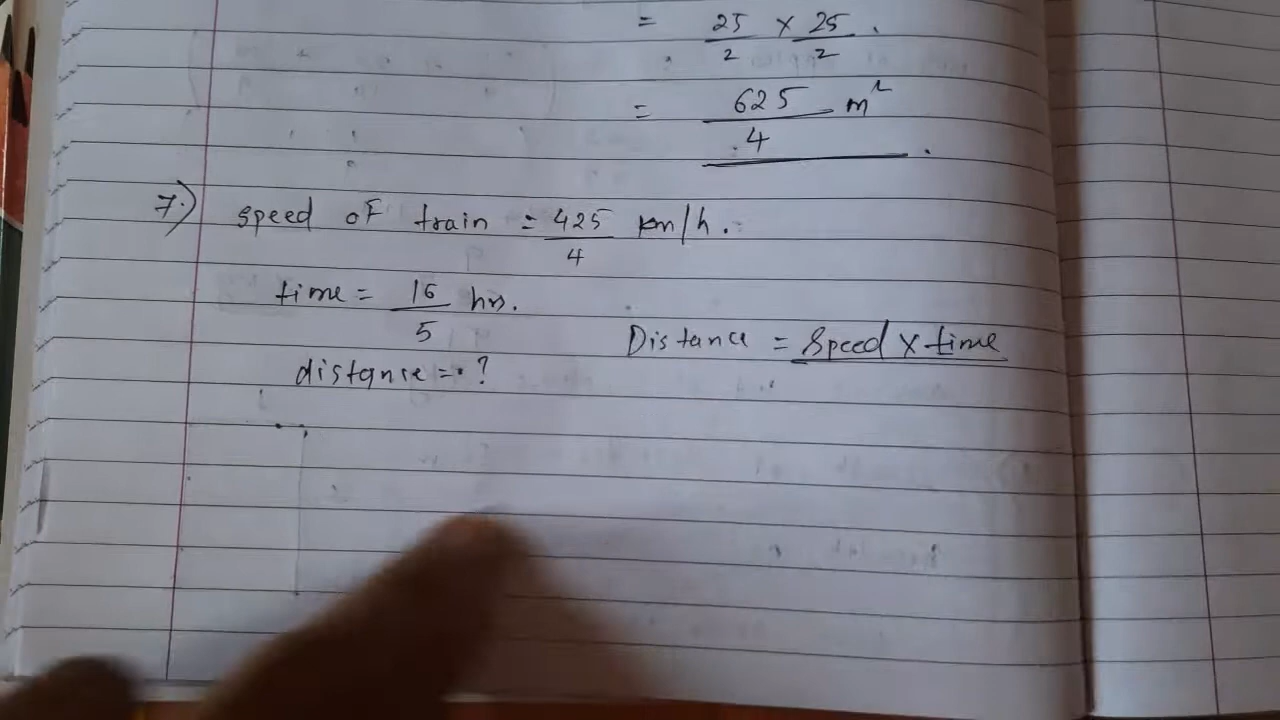 = 25/2 × 25/2 .
= 625/4 m² .
7.) speed of train = 425/4 km/h.
time = 16/5 hrs.
Distance = Speed × time
distance = ?